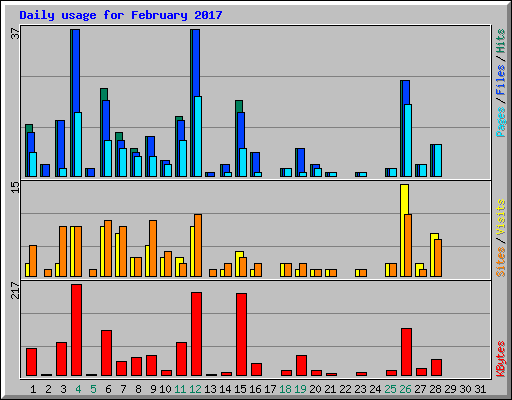 Daily usage for February 2017
37
Pages / Files / Hits
15
Sites / Visits
217
KBytes
1 2 3 4 5 6 7 8 9 10 11 12 13 14 15 16 17 18 19 20 21 22 23 24 25 26 27 28 29 30 31